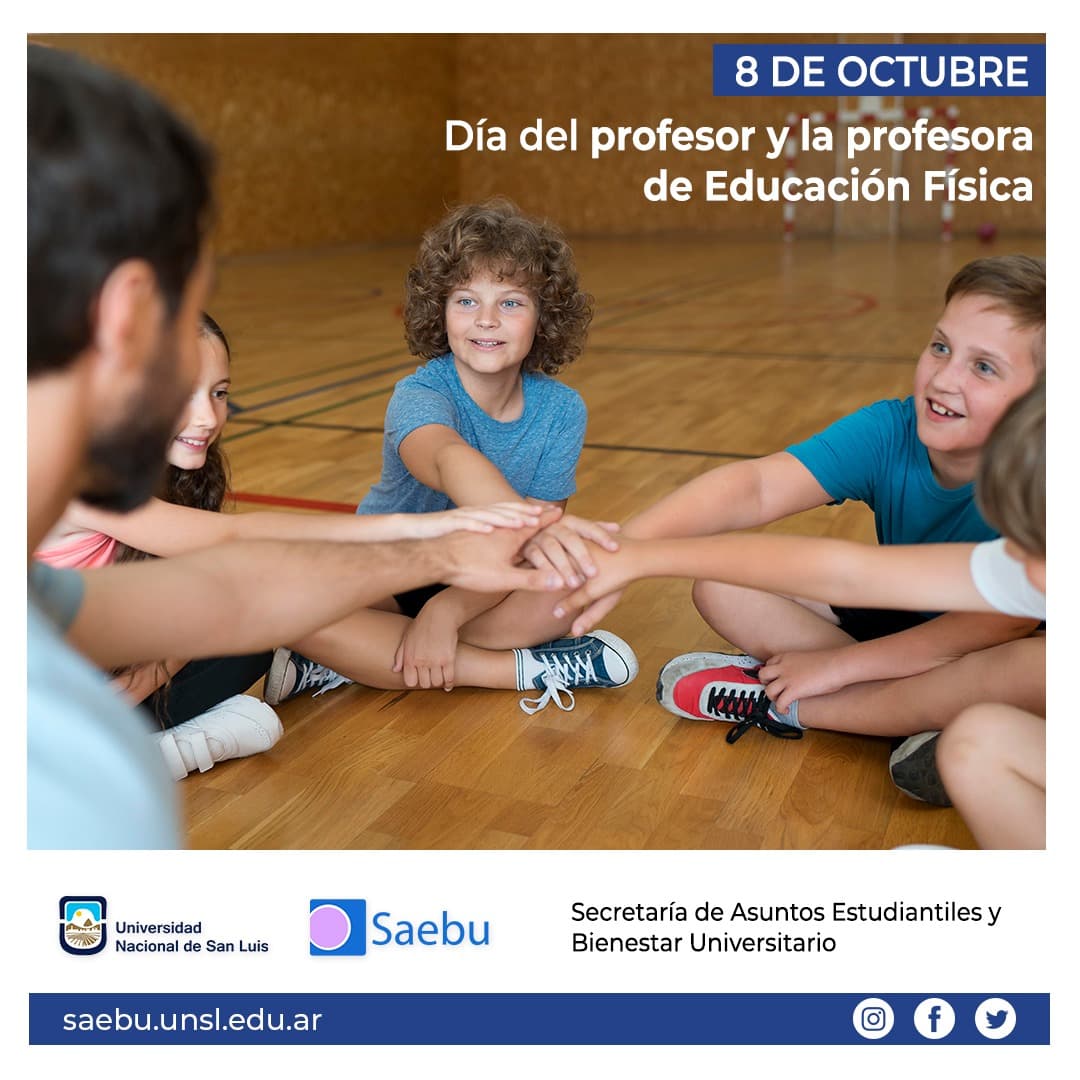 8 DE OCTUBRE
Día del profesor y la profesora
de Educación Física
Universidad
Nacional de San Luis
Saebu
Secretaría de Asuntos Estudiantiles y
Bienestar Universitario
saebu.unsl.edu.ar